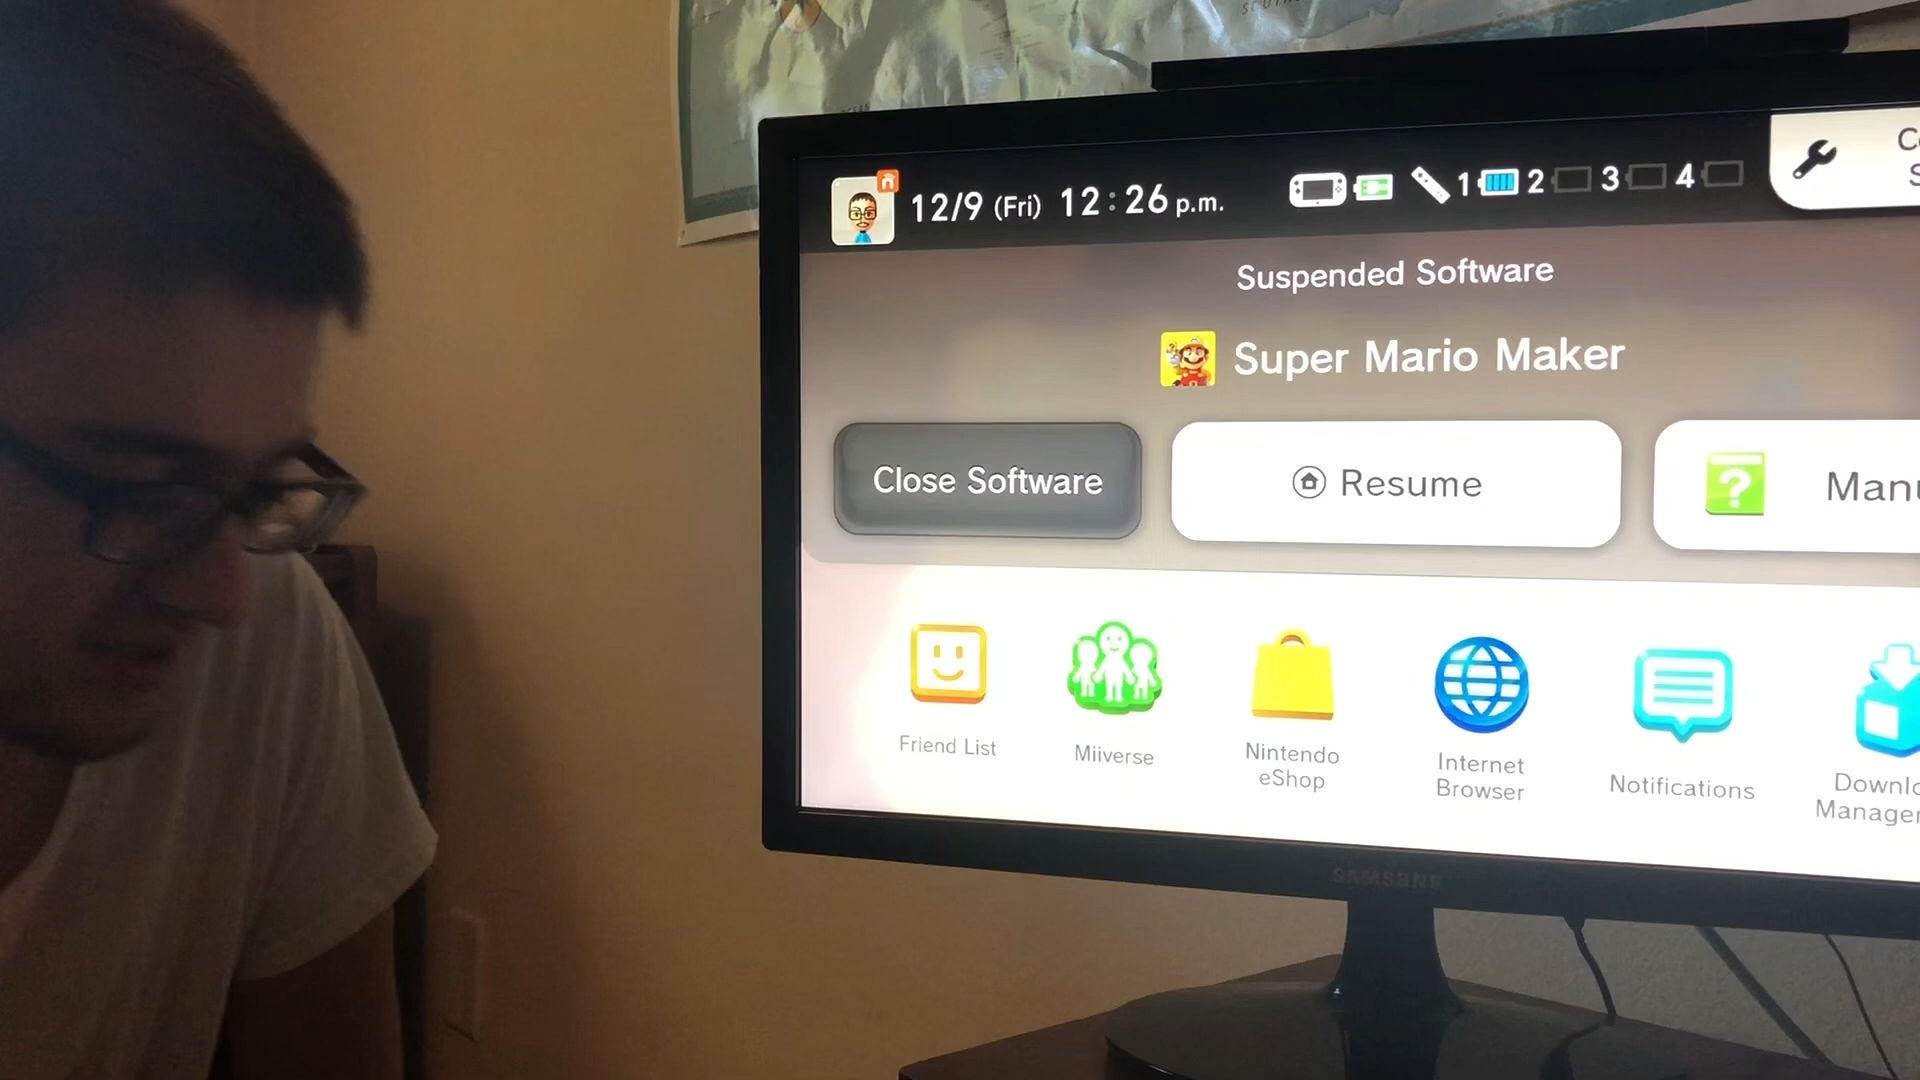 12/9 (Fri) 12:26 p.m.
1 2 3 4
Suspended Software
Super Mario Maker
Close Software
Resume
?
Friend List
Miiverse
Nintendo
eShop
Internet
Browser
Notifications
SAMSUNG